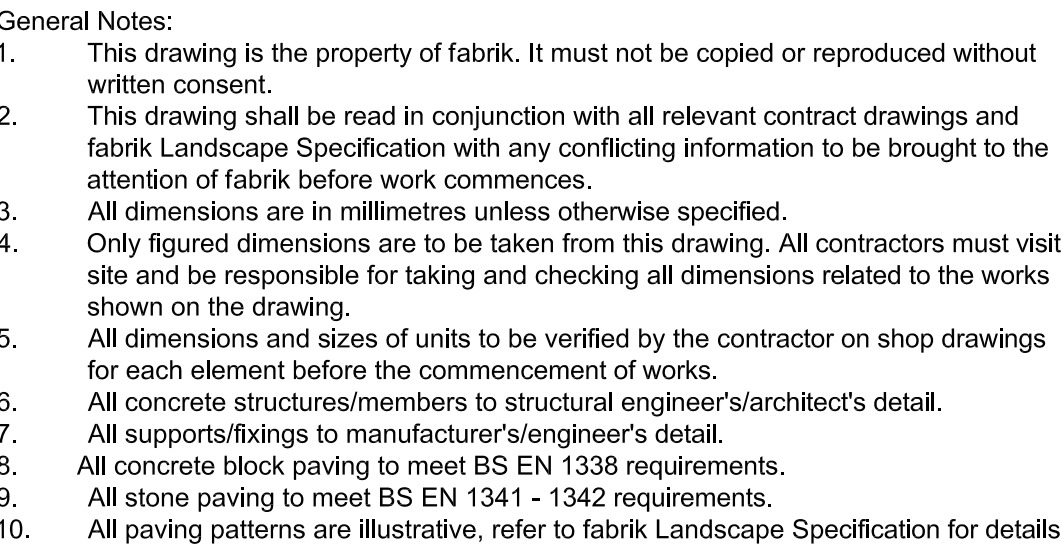 General Notes:
1. This drawing is the property of fabrik. It must not be copied or reproduced without
written consent.
2. This drawing shall be read in conjunction with all relevant contract drawings and
fabrik Landscape Specification with any conflicting information to be brought to the
attention of fabrik before work commences.
3. All dimensions are in millimetres unless otherwise specified.
4. Only figured dimensions are to be taken from this drawing. All contractors must visit
site and be responsible for taking and checking all dimensions related to the works
shown on the drawing.
5. All dimensions and sizes of units to be verified by the contractor on shop drawings
for each element before the commencement of works.
6. All concrete structures/members to structural engineer's/architect's detail.
7. All supports/fixings to manufacturer's/engineer's detail.
8. All concrete block paving to meet BS EN 1338 requirements.
9. All stone paving to meet BS EN 1341 - 1342 requirements.
10. All paving patterns are illustrative, refer to fabrik Landscape Specification for details